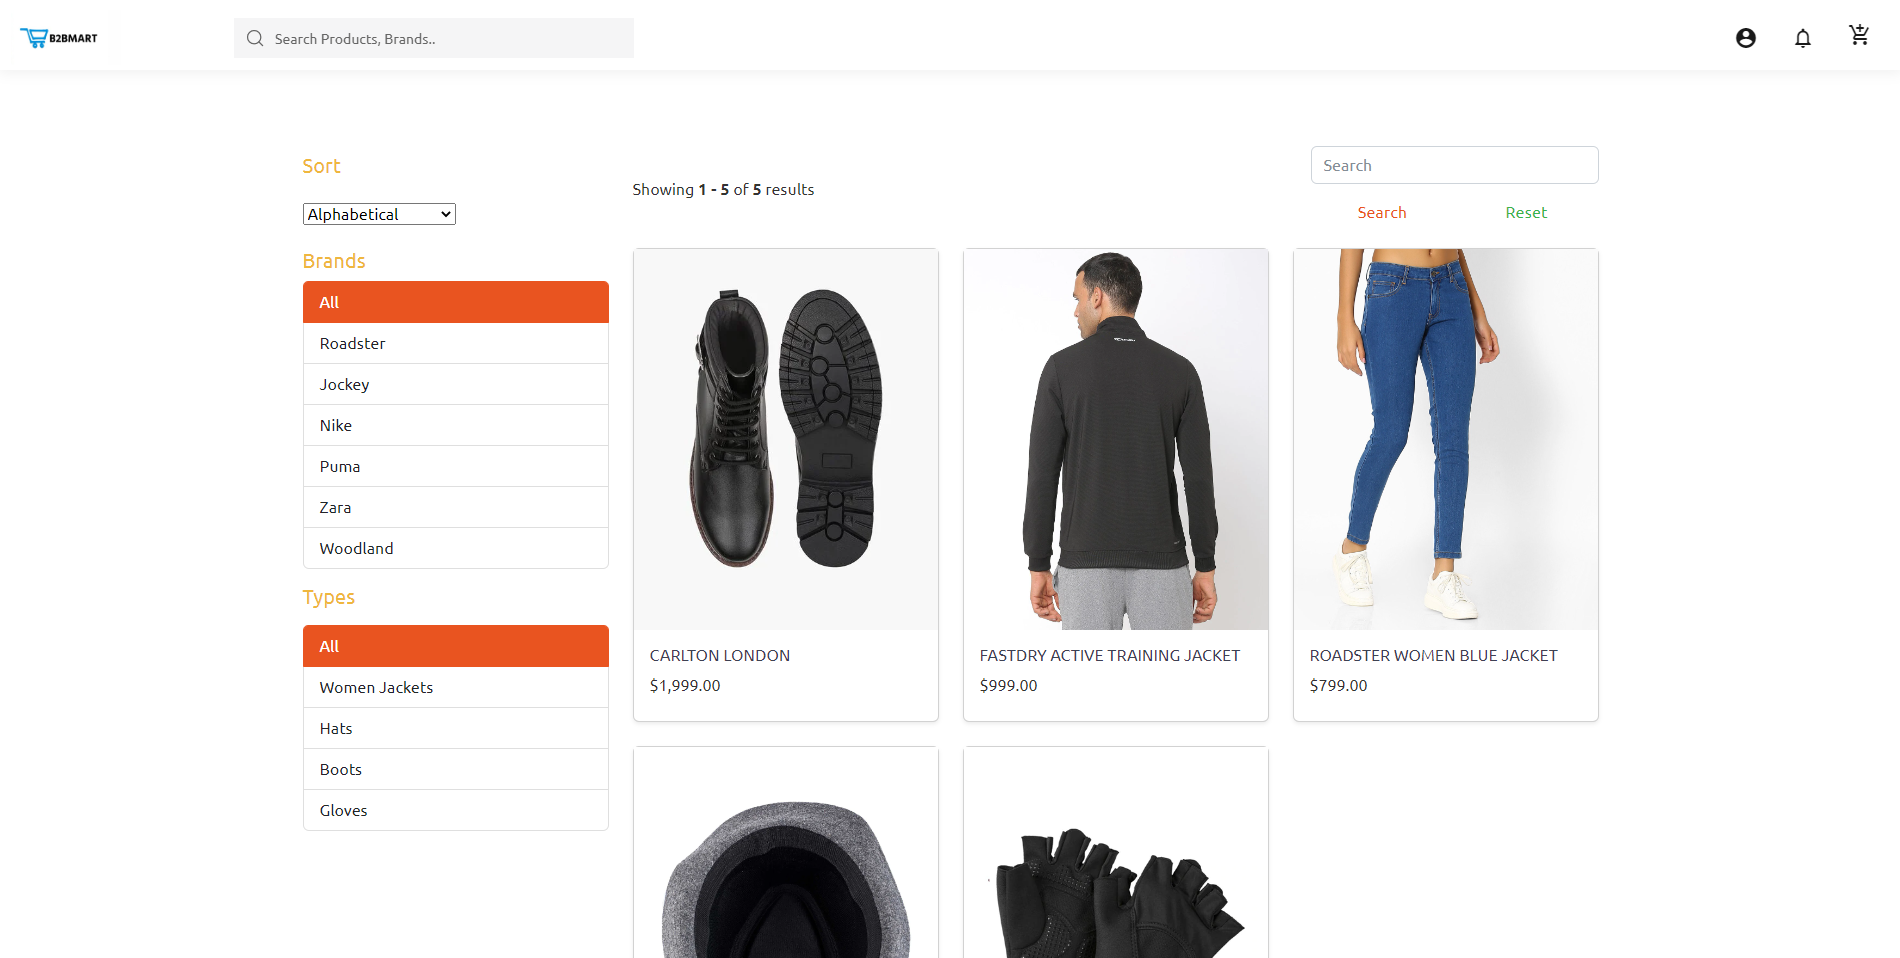 B2BMART
Search Products, Brands..
Sort
Alphabetical
Brands
All
Roadster
Jockey
Nike
Puma
Zara
Woodland
Types
All
Women Jackets
Hats
Boots
Gloves
Showing 1 - 5 of 5 results
Search
Search
Reset
CARLTON LONDON
$1,999.00
FASTDRY ACTIVE TRAINING JACKET
$999.00
ROADSTER WOMEN BLUE JACKET
$799.00